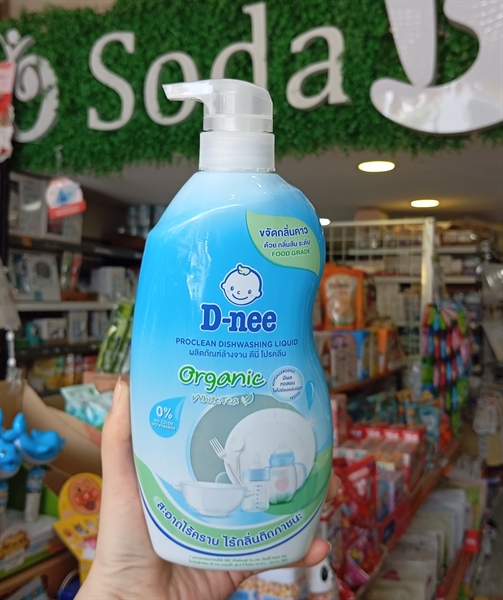 Soda
ขจัดกลิ่นคาว
ด้วย กลิ่นส้ม ระดับ
FOOD GRADE
D-nee
PROCLEAN DISHWASHING LIQUID
ผลิตภัณฑ์ล้างจาน ดีนี่ โปรคลีน
Organic
White Tea
0%
สะอาดไร้คราบ ไร้กลิ่นติดภาชนะ